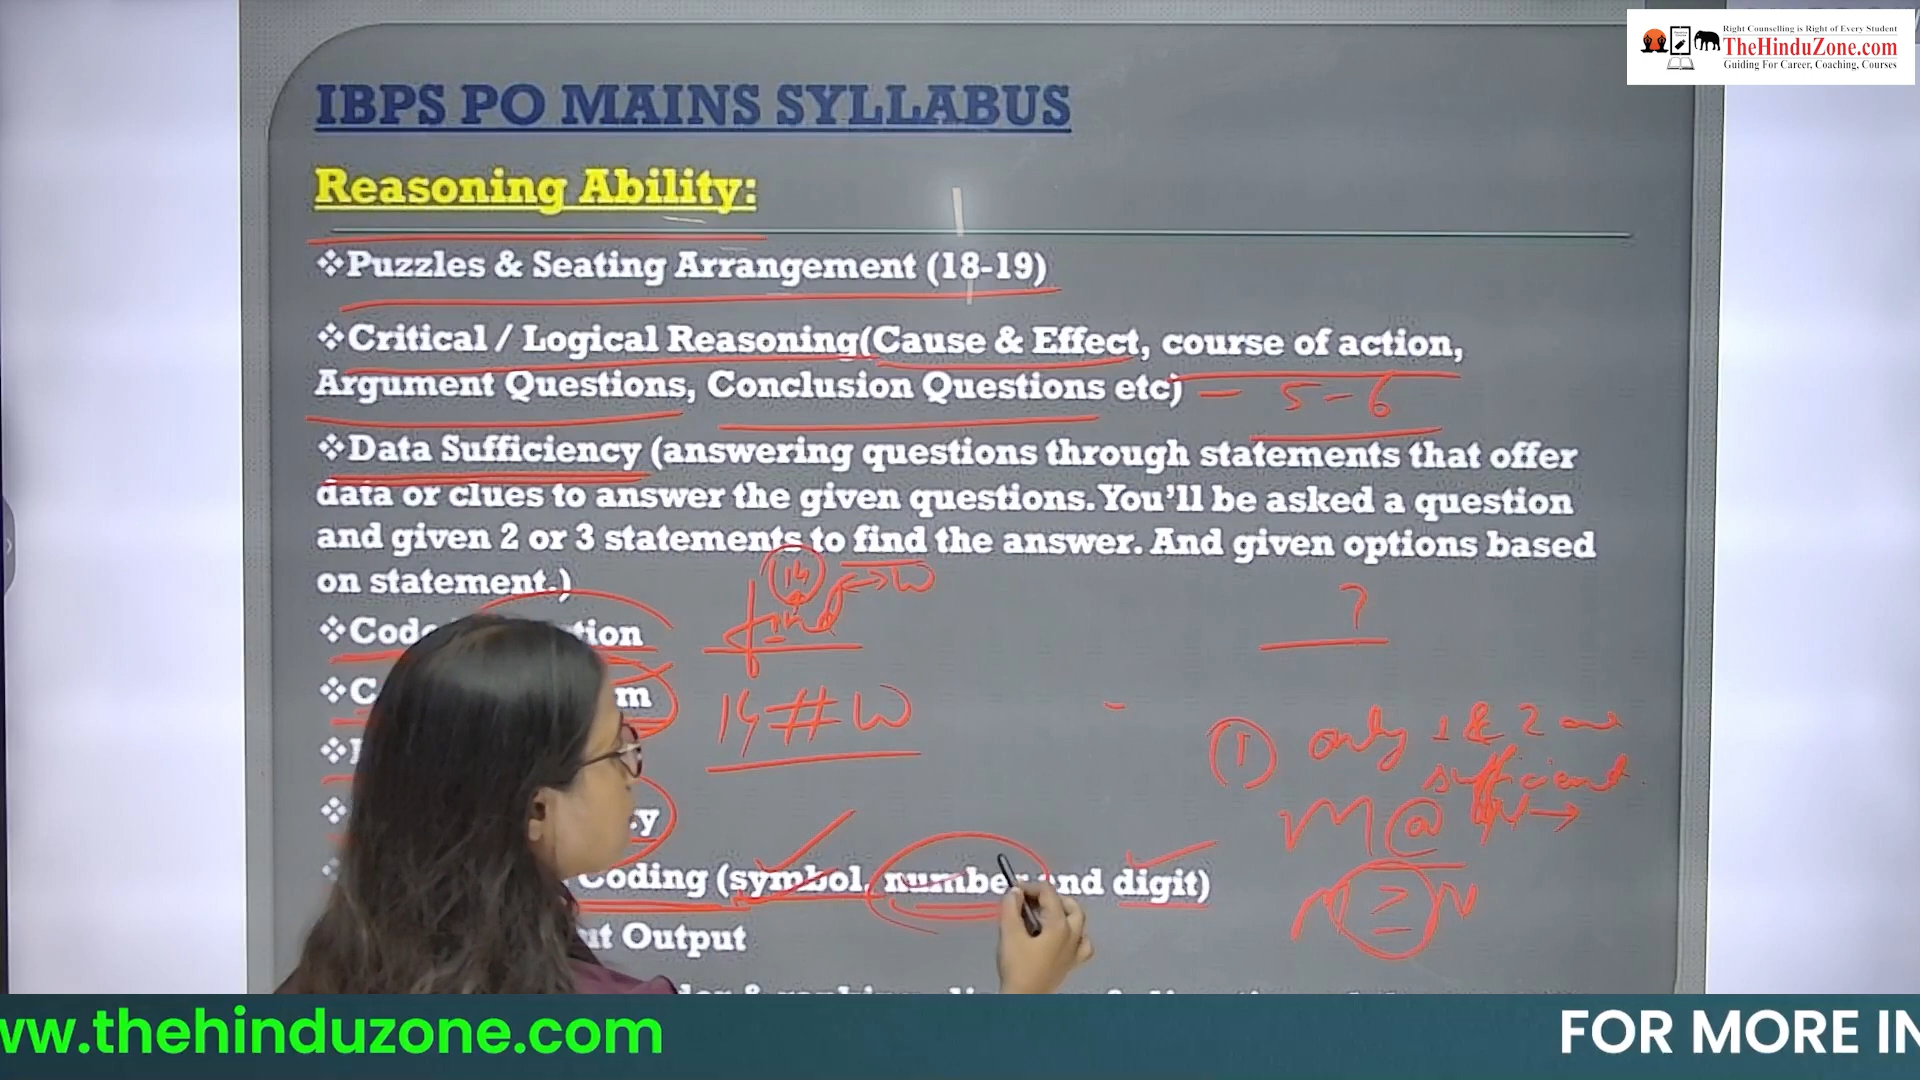 Right Counselling is Right of Every Student
TheHinduZone.com
Guiding For Career, Coaching, Courses
IBPS PO MAINS SYLLABUS
Reasoning Ability:
❖Puzzles & Seating Arrangement (18-19)
❖Critical / Logical Reasoning(Cause & Effect, course of action,
Argument Questions, Conclusion Questions etc) – 5-6
❖Data Sufficiency (answering questions through statements that offer
data or clues to answer the given questions. You'll be asked a question
and given 2 or 3 statements to find the answer. And given options based
on statement.)
14 ↔ W
find
?
14 # W
① only 1 & 2 are
sufficient
M @ N →
M ≥ N
Coding (symbol, number and digit)
Output
www.thehinduzone.com
FOR MORE IN